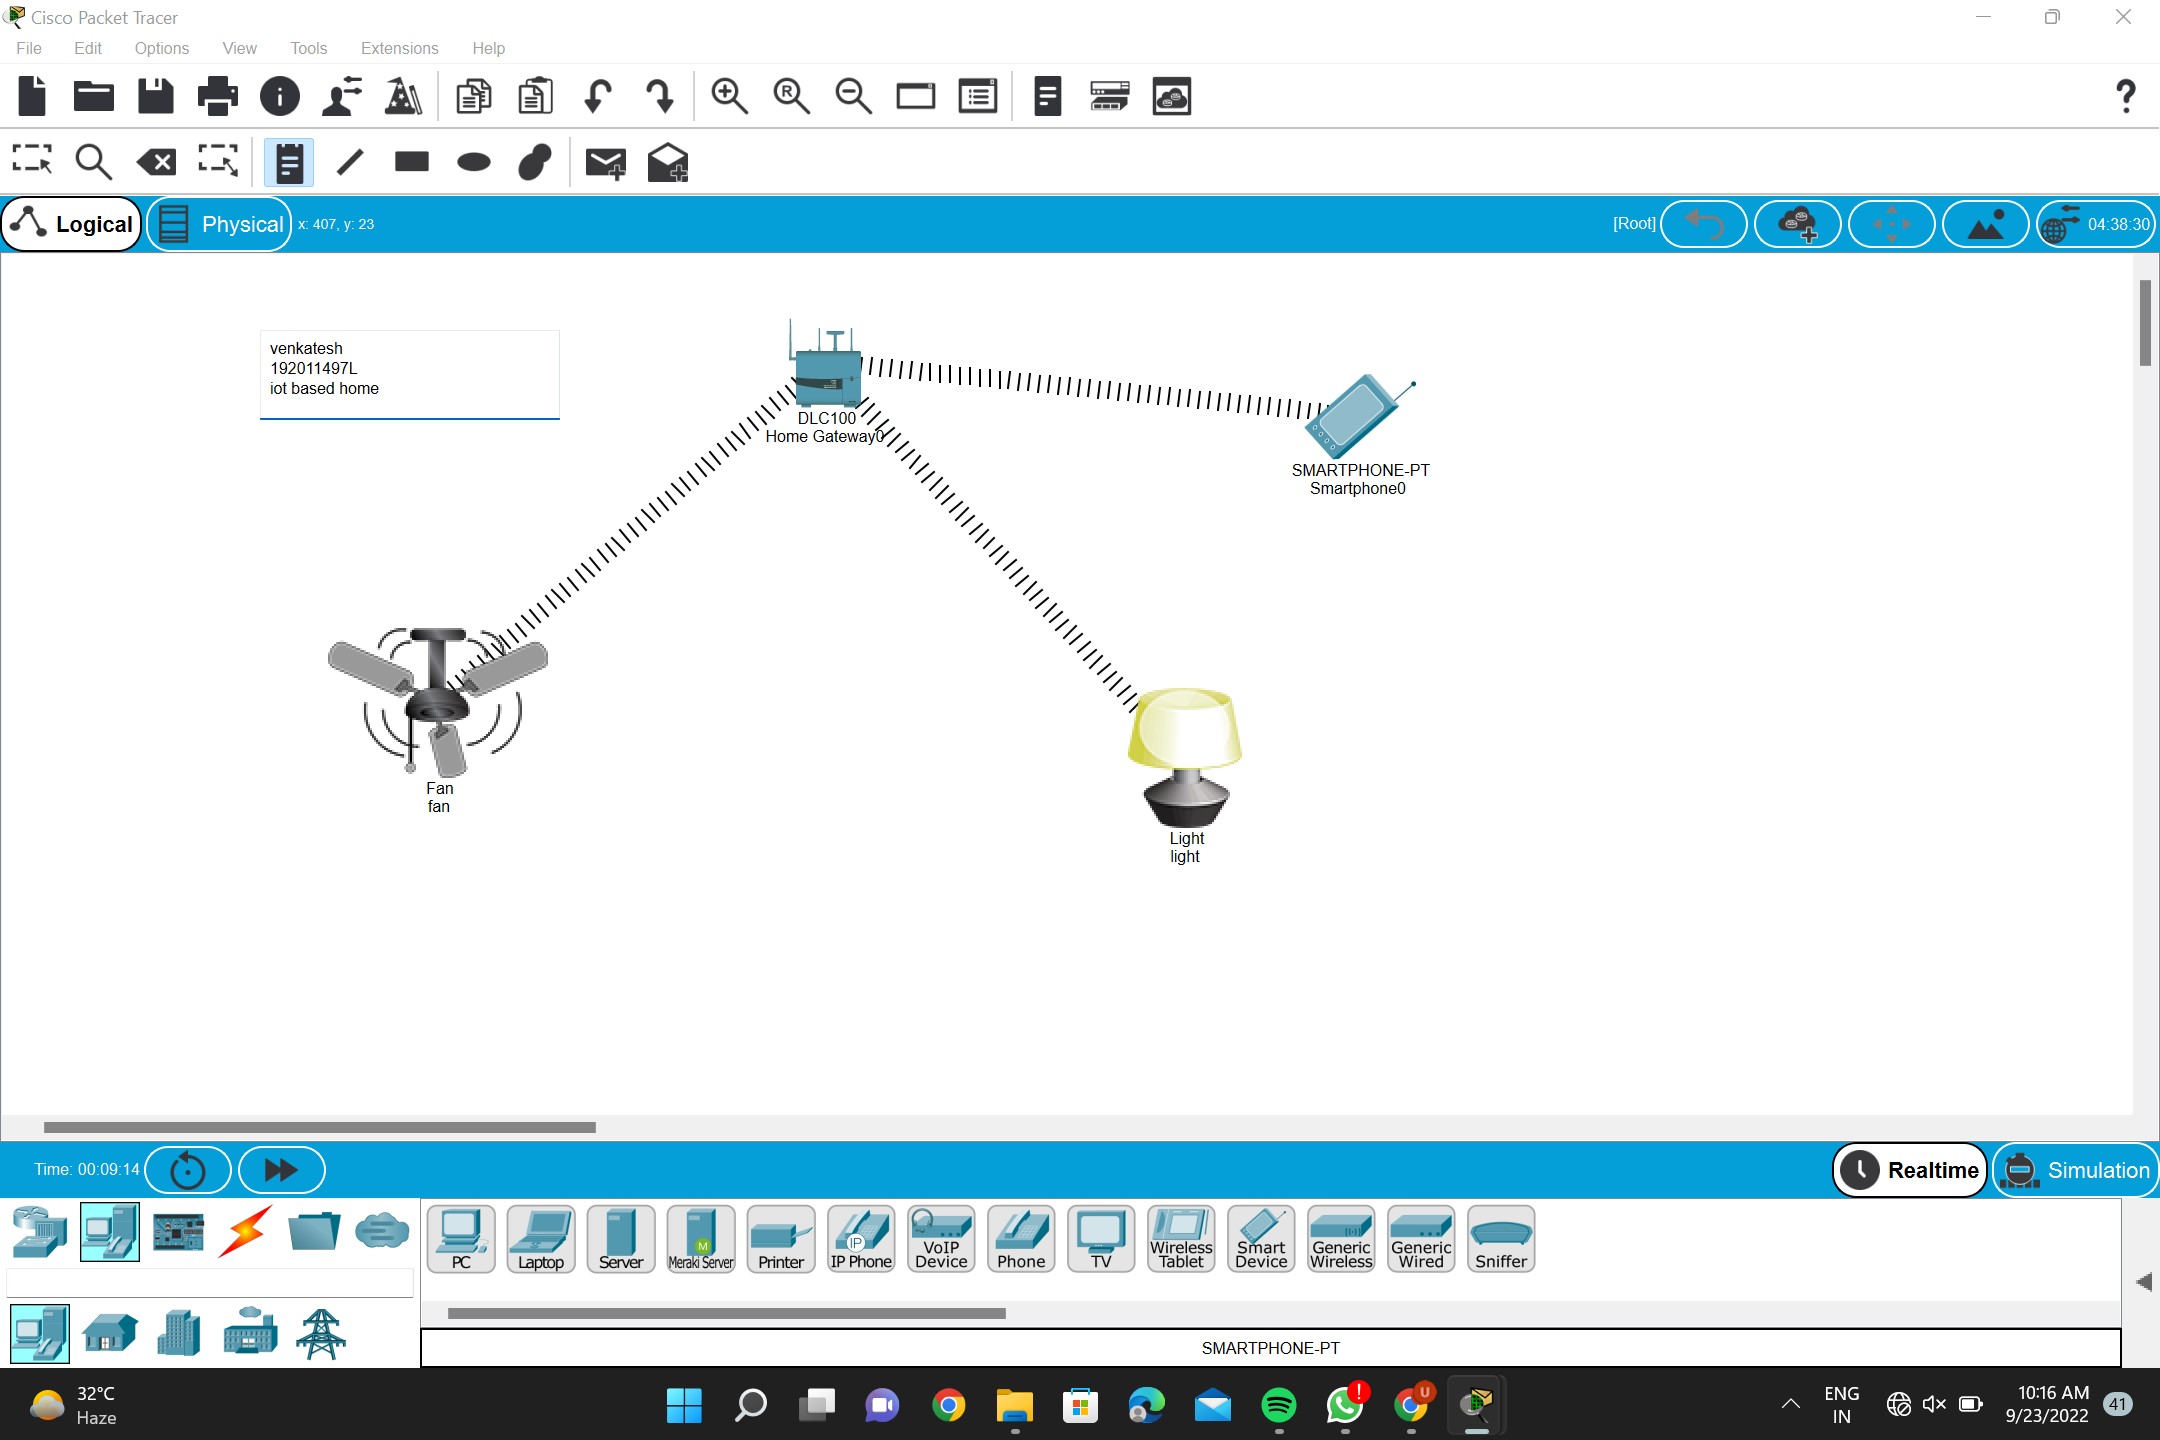 Cisco Packet Tracer
File Edit Options View Tools Extensions Help
R
?
Logical Physical x: 407, y: 23 [Root] 04:38:30
venkatesh
192011497L
iot based home
DLC100
Home Gateway0
SMARTPHONE-PT
Smartphone0
Fan
fan
Light
light
Time: 00:09:14 Realtime Simulation
PC Laptop Server M Meraki Server Printer IP IP Phone VoIP Device Phone TV Wireless Tablet Smart Device Generic Wireless Generic Wired Sniffer
SMARTPHONE-PT
32°C
Haze
! U
ENG
IN
10:16 AM
9/23/2022
41